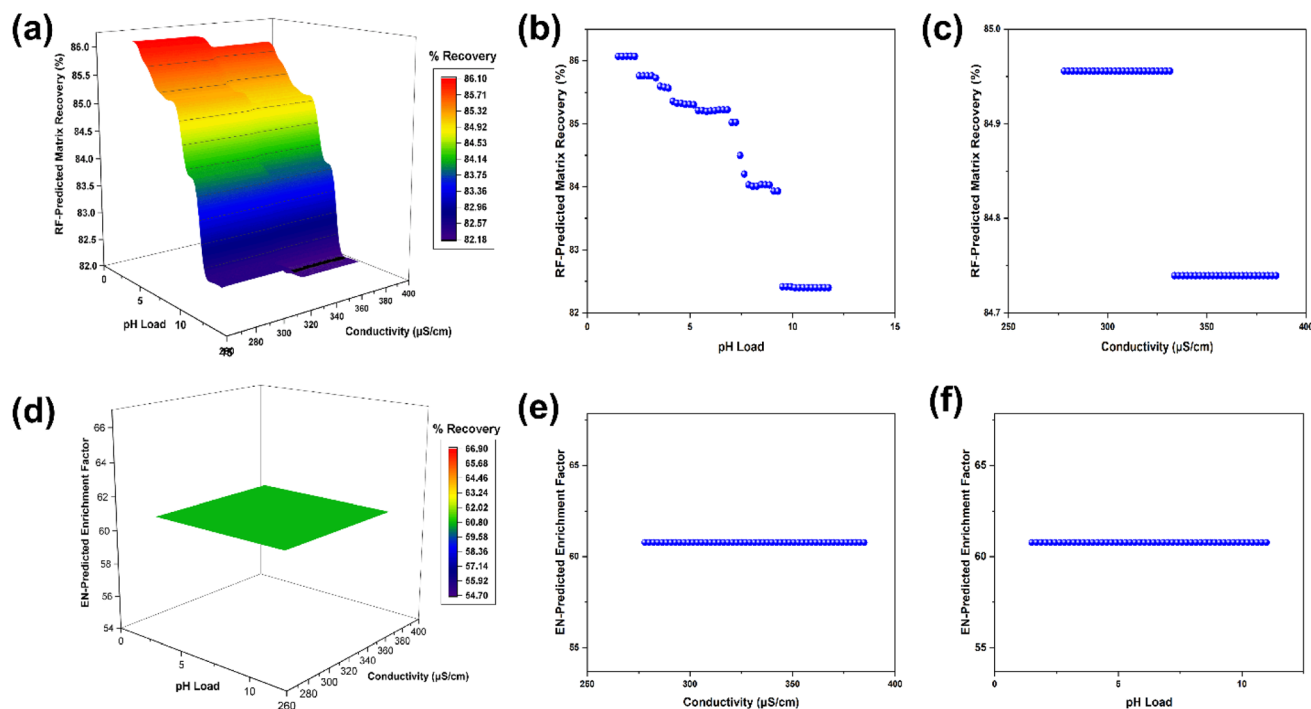 (a)
RF-Predicted Matrix Recovery (%)
86.0
85.5
85.0
84.5
84.0
83.5
83.0
82.5
82.0
0
5
10
pH Load
280
300
320
340
360
380
400
Conductivity (µS/cm)
% Recovery
86.10
85.71
85.32
84.92
84.53
84.14
83.75
83.36
82.96
82.57
82.18
(b)
RF-Predicted Matrix Recovery (%)
86
85
84
83
82
0 5 10 15
pH Load
(c)
RF-Predicted Matrix Recovery (%)
85.0
84.9
84.8
84.7
250 300 350 400
Conductivity (µS/cm)
(d)
EN-Predicted Enrichment Factor
66
64
62
60
58
56
54
0
5
10
pH Load
260
280
300
320
340
360
380
400
Conductivity (µS/cm)
% Recovery
66.90
65.68
64.46
63.24
62.02
60.80
59.58
58.36
57.14
55.92
54.70
(e)
EN-Predicted Enrichment Factor
65
60
55
250 300 350 400
Conductivity (µS/cm)
(f)
EN-Predicted Enrichment Factor
65
60
55
0 5 10
pH Load